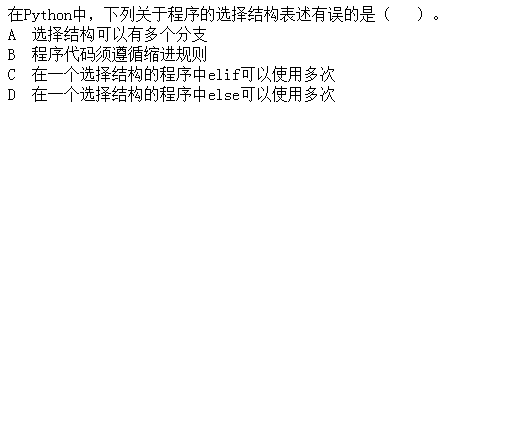 在Python中，下列关于程序的选择结构表述有误的是（   ）。
A  选择结构可以有多个分支
B  程序代码须遵循缩进规则
C  在一个选择结构的程序中elif可以使用多次
D  在一个选择结构的程序中else可以使用多次